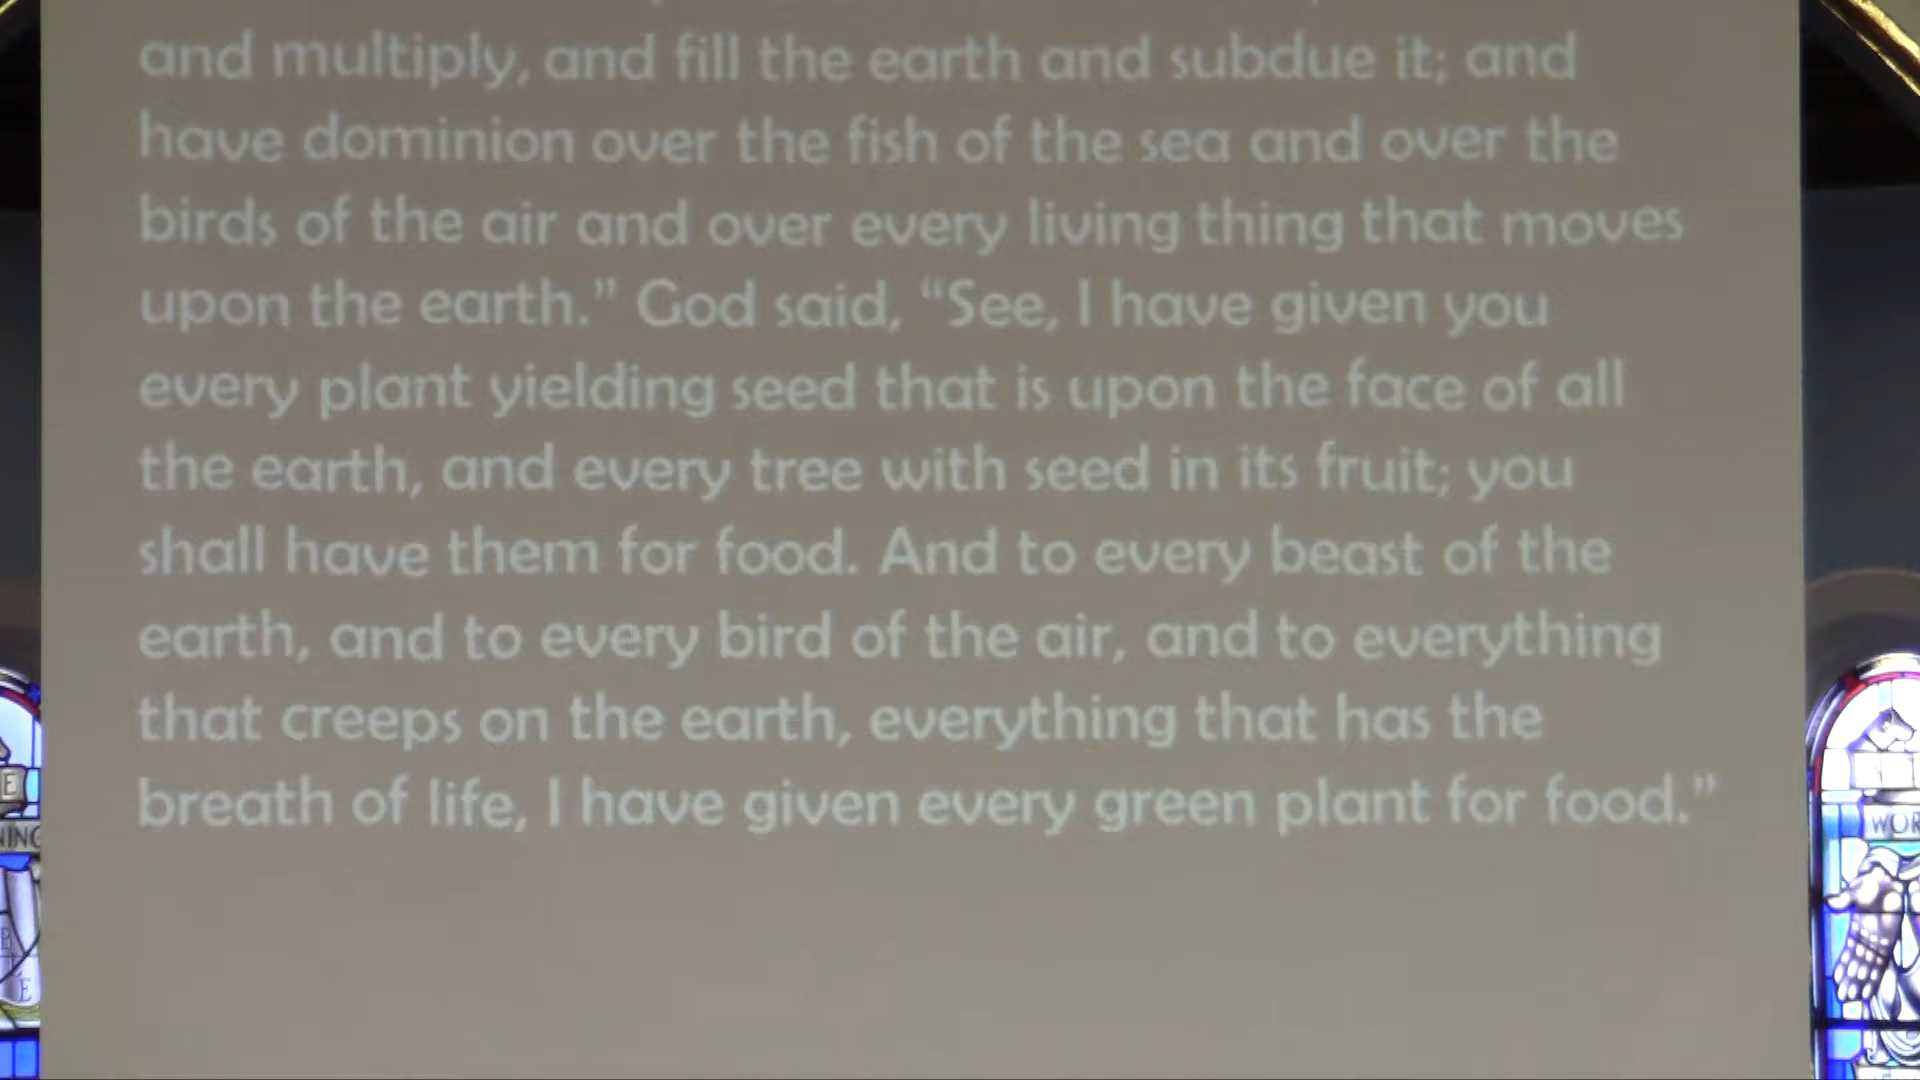 and multiply, and fill the earth and subdue it; and
have dominion over the fish of the sea and over the
birds of the air and over every living thing that moves
upon the earth.” God said, “See, I have given you
every plant yielding seed that is upon the face of all
the earth, and every tree with seed in its fruit; you
shall have them for food. And to every beast of the
earth, and to every bird of the air, and to everything
that creeps on the earth, everything that has the
breath of life, I have given every green plant for food.”